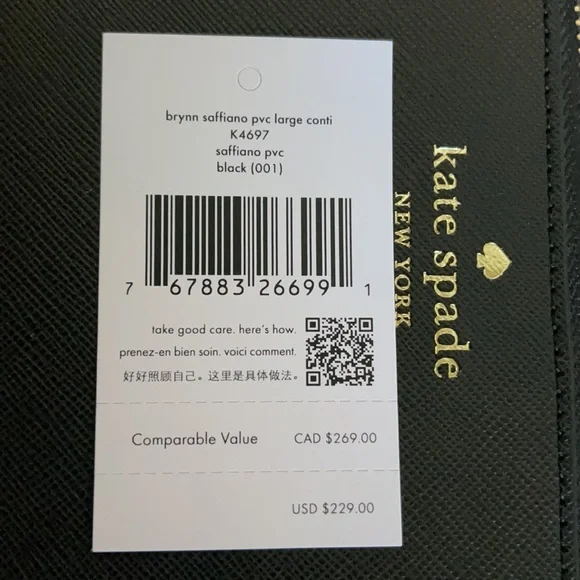 brynn saffiano pvc large conti
K4697
saffiano pvc
black (001)
7 67883 26699 1
take good care. here's how.
prenez-en bien soin. voici comment.
好好照顾自己。这里是具体做法。
Comparable Value CAD $269.00
USD $229.00
kate spade
NEW YORK